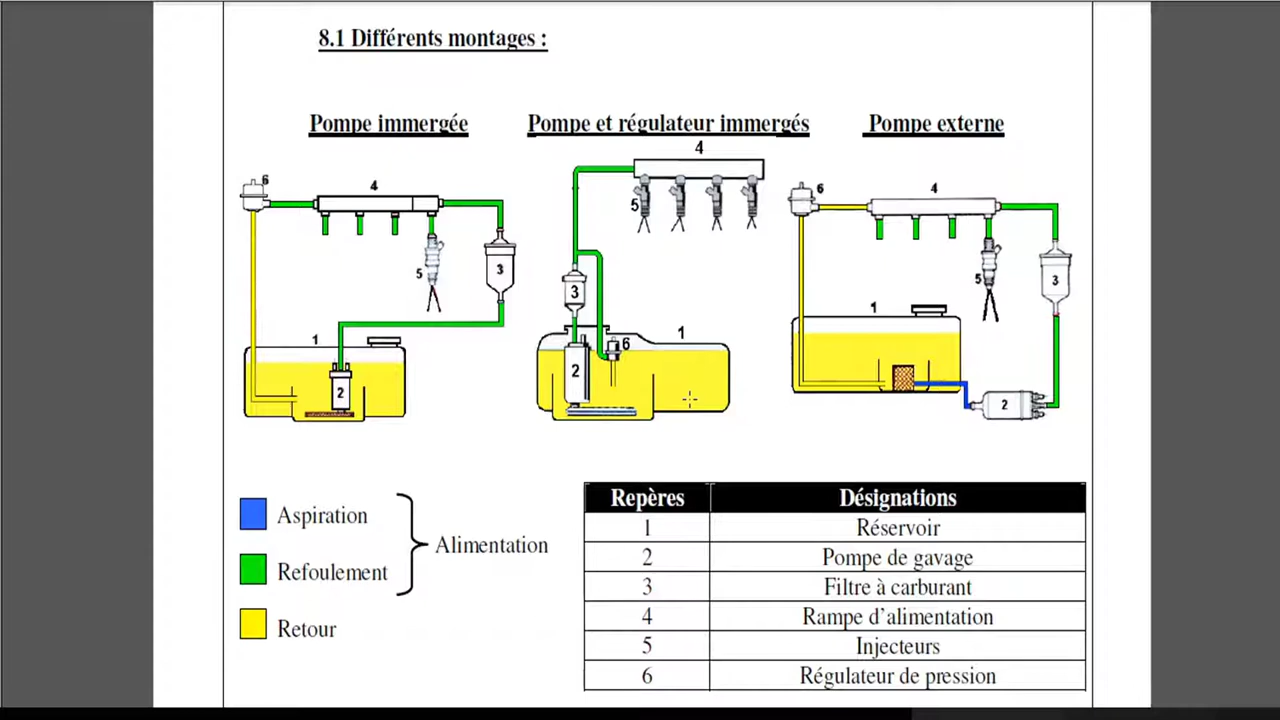 8.1 Différents montages :
Pompe immergée
Pompe et régulateur immergés
Pompe externe
6
4
5
3
1
2
4
5
3
1
6
2
6
4
5
3
1
2
Aspiration
Refoulement
Alimentation
Retour
Repères Désignations
1 Réservoir
2 Pompe de gavage
3 Filtre à carburant
4 Rampe d’alimentation
5 Injecteurs
6 Régulateur de pression